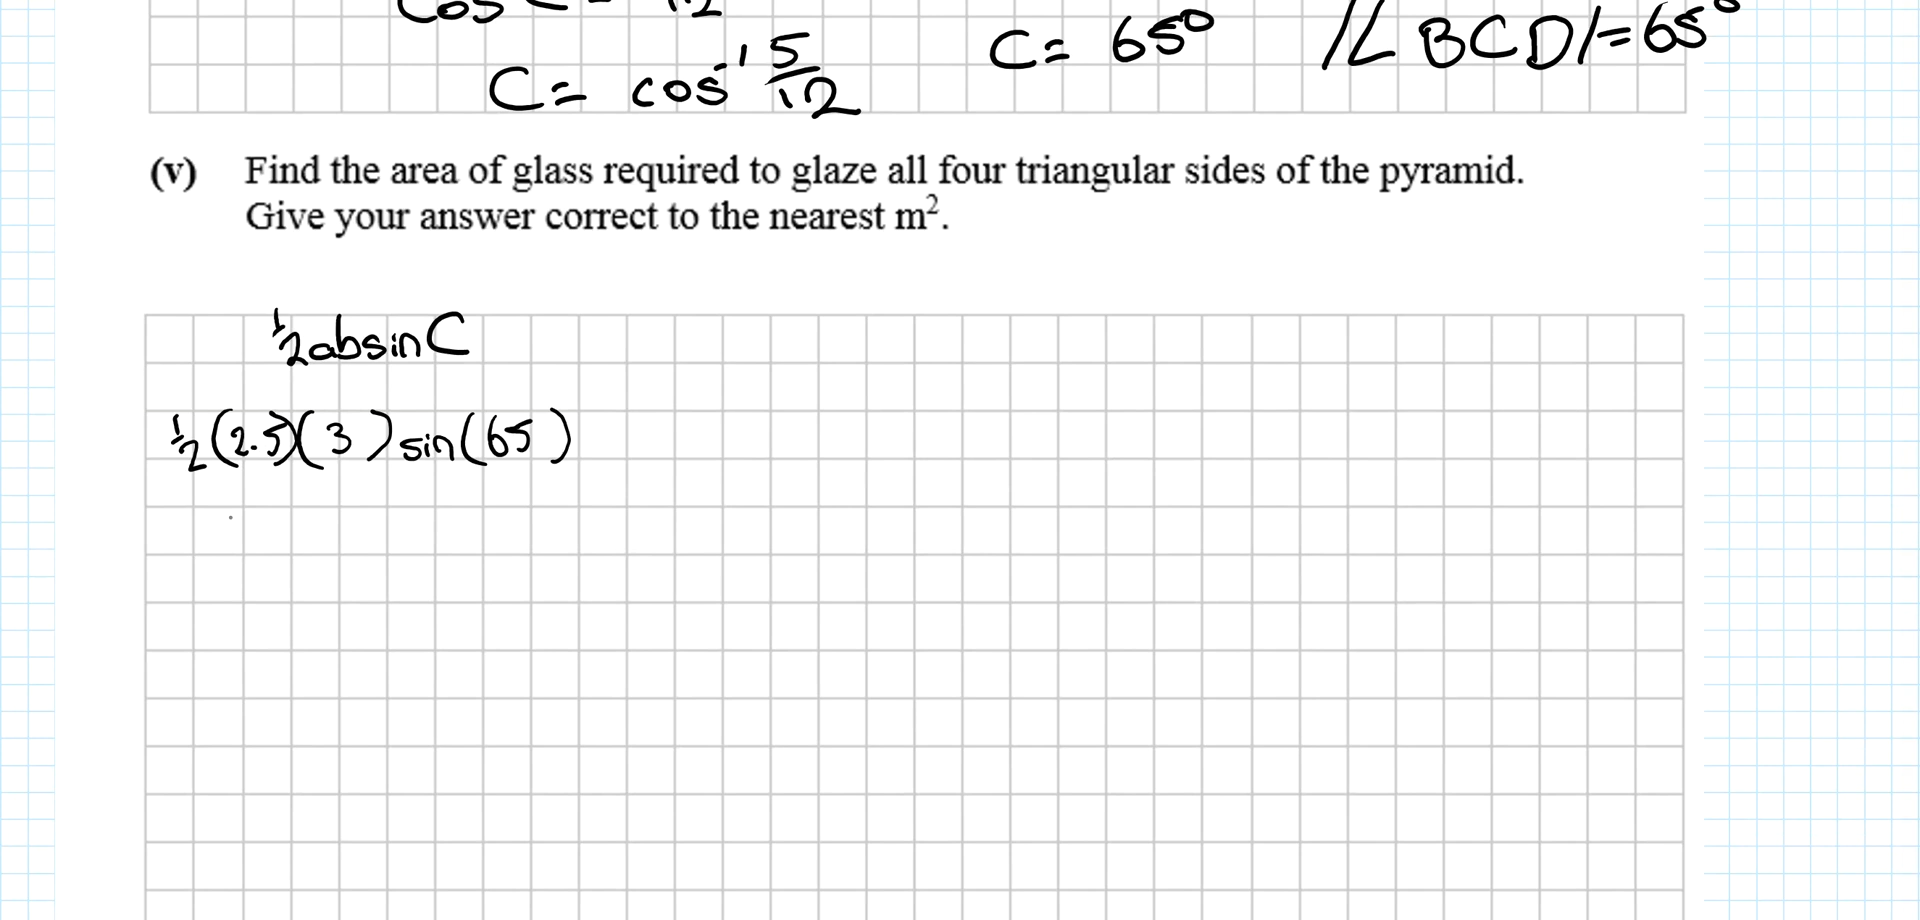 C = 65° |∠BCD| = 65°
C = cos⁻¹ 5/12
(v) Find the area of glass required to glaze all four triangular sides of the pyramid.
Give your answer correct to the nearest m².
½absinC
½(2.5)(3)sin(65)